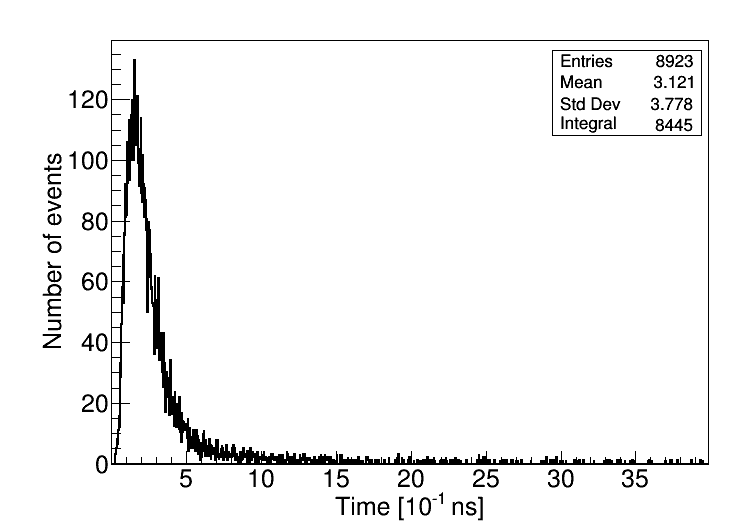 Entries 8923
Mean 3.121
Std Dev 3.778
Integral 8445
Number of events
120
100
80
60
40
20
0
5 10 15 20 25 30 35
Time [10⁻¹ ns]